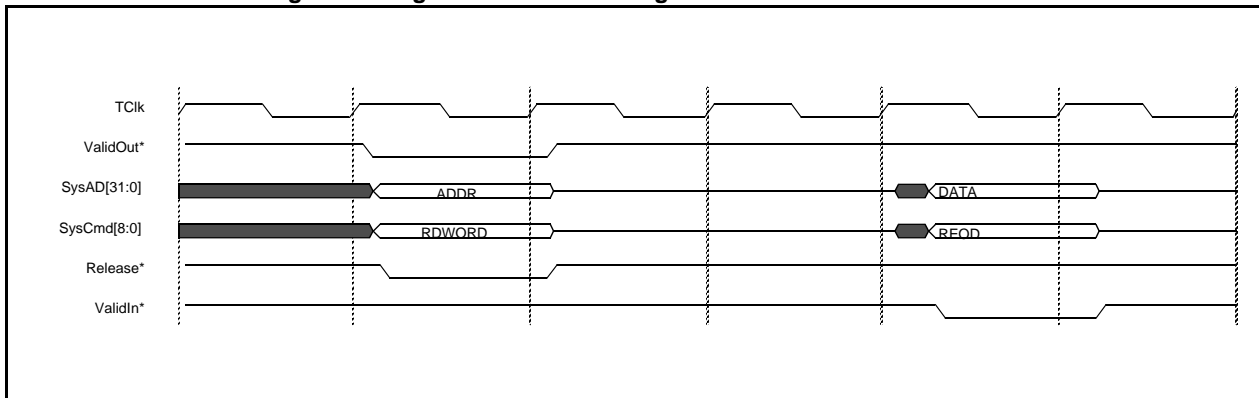 TClk
ValidOut*
SysAD[31:0]
ADDR
DATA
SysCmd[8:0]
RDWORD
REOD
Release*
ValidIn*